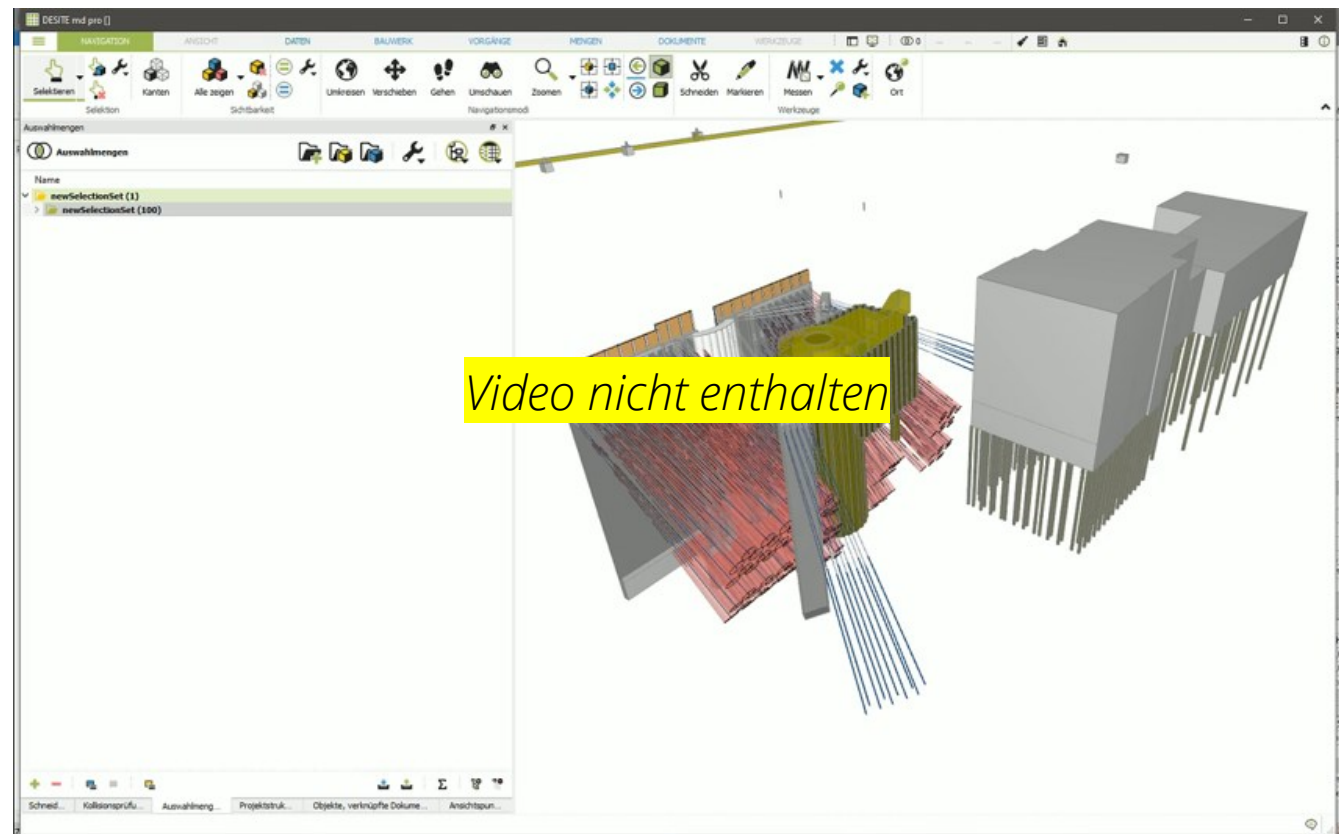 DESITE md pro []
NAVIGATION ANSICHT DATEN BAUWERK VORGÄNGE MENGEN DOKUMENTE WERKZEUGE
Selektieren Kanten Alle zeigen Umkreisen Verschieben Gehen Umschauen Zoomen Schneiden Markieren Messen Ort
Selektion Sichtbarkeit Navigationsmodi Werkzeuge
Auswahlmengen
Auswahlmengen
Name
newSelectionSet (1)
newSelectionSet (100)
Video nicht enthalten
Schneid... Kollisionsprüfu... Auswahlmeng... Projektstruk... Objekte, verknüpfte Dokume... Ansichtspun...